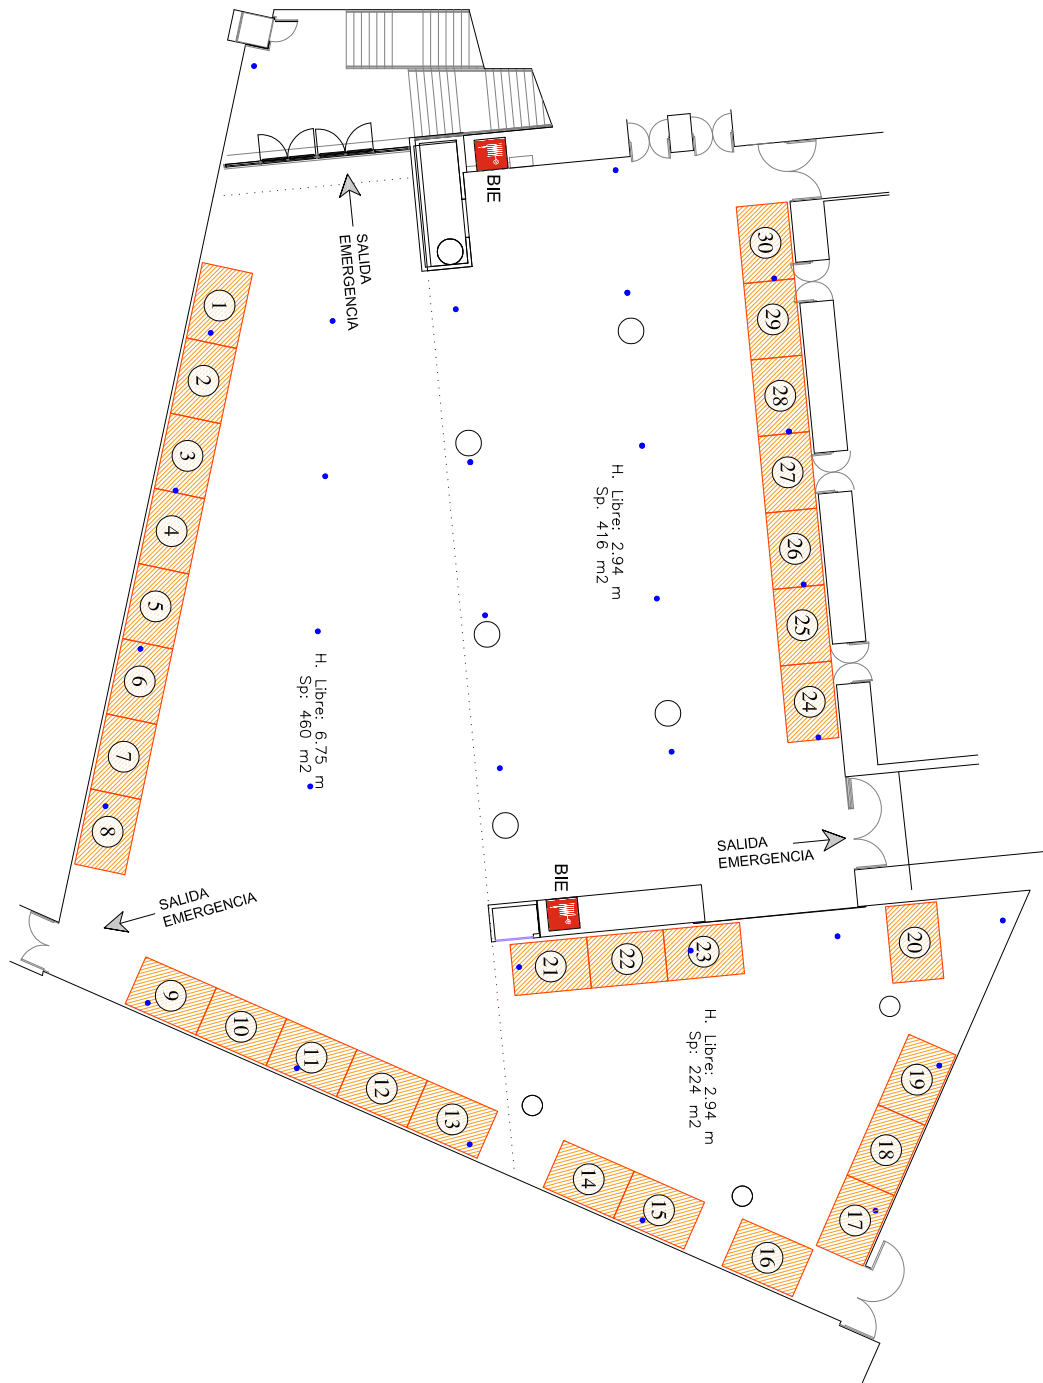 BIE
SALIDA
EMERGENCIA
30
29
28
27
26
25
24
1
2
3
4
5
6
7
8
H. Libre: 2.94 m
Sp. 416 m2
H. Libre: 6.75 m
Sp: 460 m2
SALIDA
EMERGENCIA
BIE
SALIDA
EMERGENCIA
9
10
11
12
13
14
15
16
17
18
19
20
21
22
23
H. Libre: 2.94 m
Sp: 224 m2